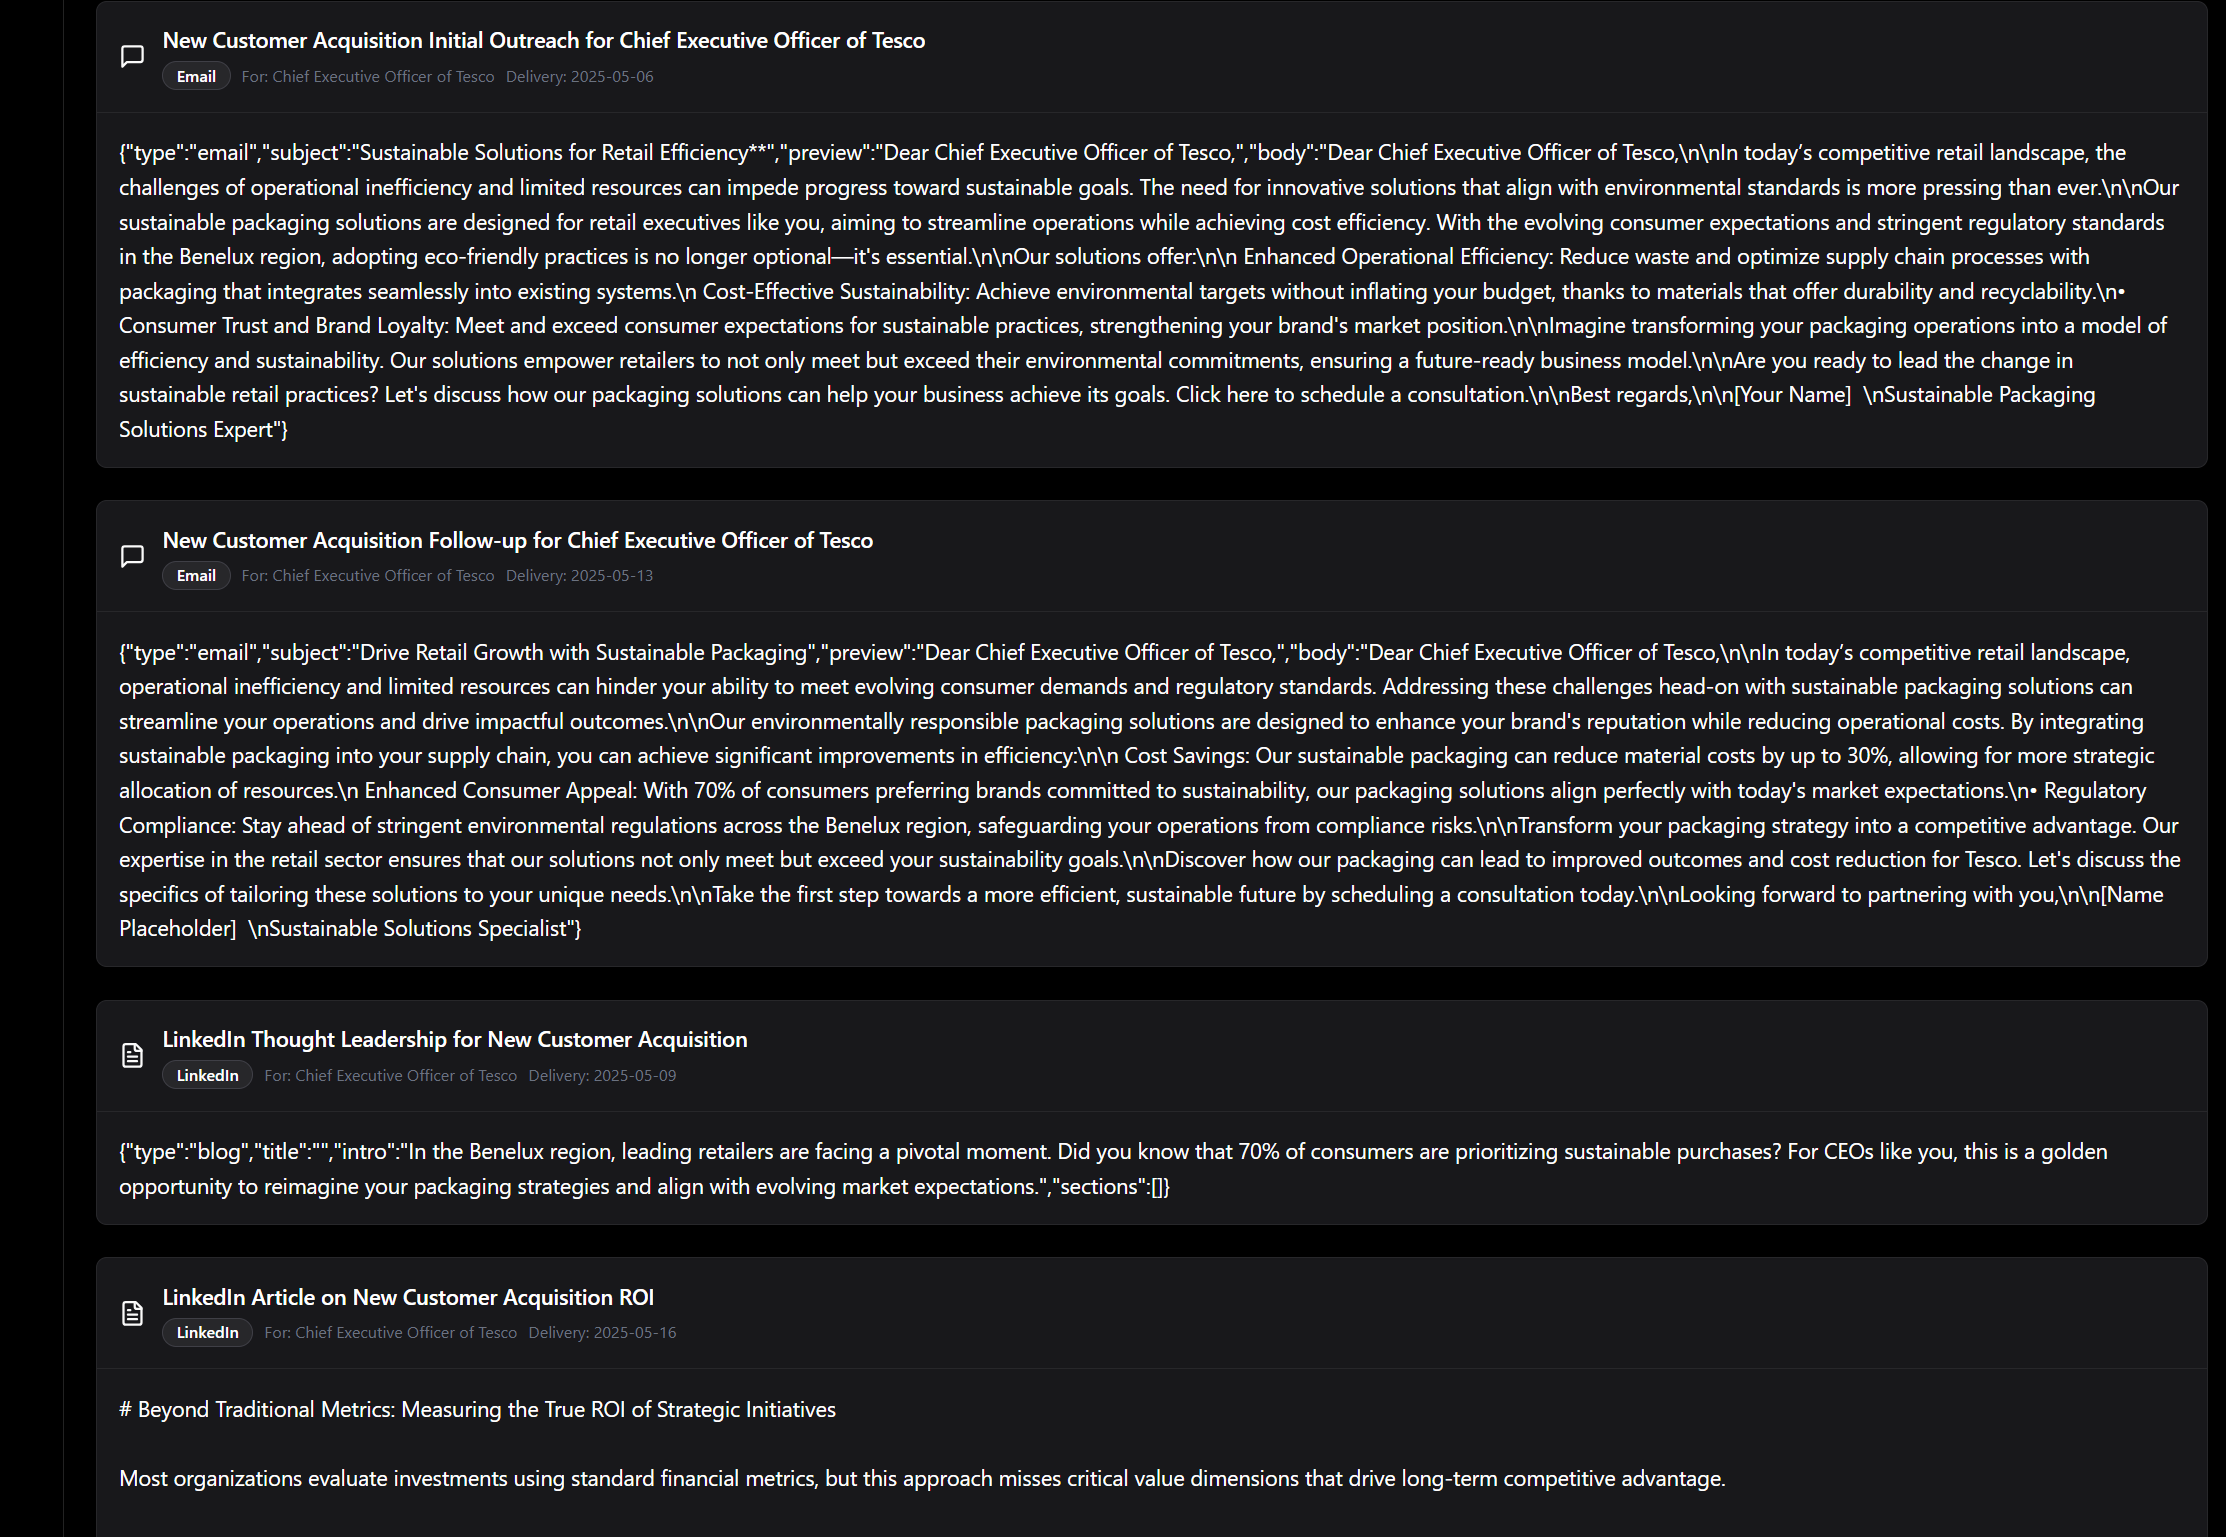 New Customer Acquisition Initial Outreach for Chief Executive Officer of Tesco
Email For: Chief Executive Officer of Tesco Delivery: 2025-05-06
{"type":"email","subject":"Sustainable Solutions for Retail Efficiency**","preview":"Dear Chief Executive Officer of Tesco,","body":"Dear Chief Executive Officer of Tesco,\n\nIn today’s competitive retail landscape, the
challenges of operational inefficiency and limited resources can impede progress toward sustainable goals. The need for innovative solutions that align with environmental standards is more pressing than ever.\n\nOur
sustainable packaging solutions are designed for retail executives like you, aiming to streamline operations while achieving cost efficiency. With the evolving consumer expectations and stringent regulatory standards
in the Benelux region, adopting eco-friendly practices is no longer optional—it's essential.\n\nOur solutions offer:\n\n Enhanced Operational Efficiency: Reduce waste and optimize supply chain processes with
packaging that integrates seamlessly into existing systems.\n Cost-Effective Sustainability: Achieve environmental targets without inflating your budget, thanks to materials that offer durability and recyclability.\n•
Consumer Trust and Brand Loyalty: Meet and exceed consumer expectations for sustainable practices, strengthening your brand's market position.\n\nImagine transforming your packaging operations into a model of
efficiency and sustainability. Our solutions empower retailers to not only meet but exceed their environmental commitments, ensuring a future-ready business model.\n\nAre you ready to lead the change in
sustainable retail practices? Let's discuss how our packaging solutions can help your business achieve its goals. Click here to schedule a consultation.\n\nBest regards,\n\n[Your Name]  \nSustainable Packaging
Solutions Expert"}
New Customer Acquisition Follow-up for Chief Executive Officer of Tesco
Email For: Chief Executive Officer of Tesco Delivery: 2025-05-13
{"type":"email","subject":"Drive Retail Growth with Sustainable Packaging","preview":"Dear Chief Executive Officer of Tesco,","body":"Dear Chief Executive Officer of Tesco,\n\nIn today’s competitive retail landscape,
operational inefficiency and limited resources can hinder your ability to meet evolving consumer demands and regulatory standards. Addressing these challenges head-on with sustainable packaging solutions can
streamline your operations and drive impactful outcomes.\n\nOur environmentally responsible packaging solutions are designed to enhance your brand's reputation while reducing operational costs. By integrating
sustainable packaging into your supply chain, you can achieve significant improvements in efficiency:\n\n Cost Savings: Our sustainable packaging can reduce material costs by up to 30%, allowing for more strategic
allocation of resources.\n Enhanced Consumer Appeal: With 70% of consumers preferring brands committed to sustainability, our packaging solutions align perfectly with today's market expectations.\n• Regulatory
Compliance: Stay ahead of stringent environmental regulations across the Benelux region, safeguarding your operations from compliance risks.\n\nTransform your packaging strategy into a competitive advantage. Our
expertise in the retail sector ensures that our solutions not only meet but exceed your sustainability goals.\n\nDiscover how our packaging can lead to improved outcomes and cost reduction for Tesco. Let's discuss the
specifics of tailoring these solutions to your unique needs.\n\nTake the first step towards a more efficient, sustainable future by scheduling a consultation today.\n\nLooking forward to partnering with you,\n\n[Name
Placeholder]  \nSustainable Solutions Specialist"}
LinkedIn Thought Leadership for New Customer Acquisition
LinkedIn For: Chief Executive Officer of Tesco Delivery: 2025-05-09
{"type":"blog","title":"","intro":"In the Benelux region, leading retailers are facing a pivotal moment. Did you know that 70% of consumers are prioritizing sustainable purchases? For CEOs like you, this is a golden
opportunity to reimagine your packaging strategies and align with evolving market expectations.","sections":[]}
LinkedIn Article on New Customer Acquisition ROI
LinkedIn For: Chief Executive Officer of Tesco Delivery: 2025-05-16
# Beyond Traditional Metrics: Measuring the True ROI of Strategic Initiatives
Most organizations evaluate investments using standard financial metrics, but this approach misses critical value dimensions that drive long-term competitive advantage.